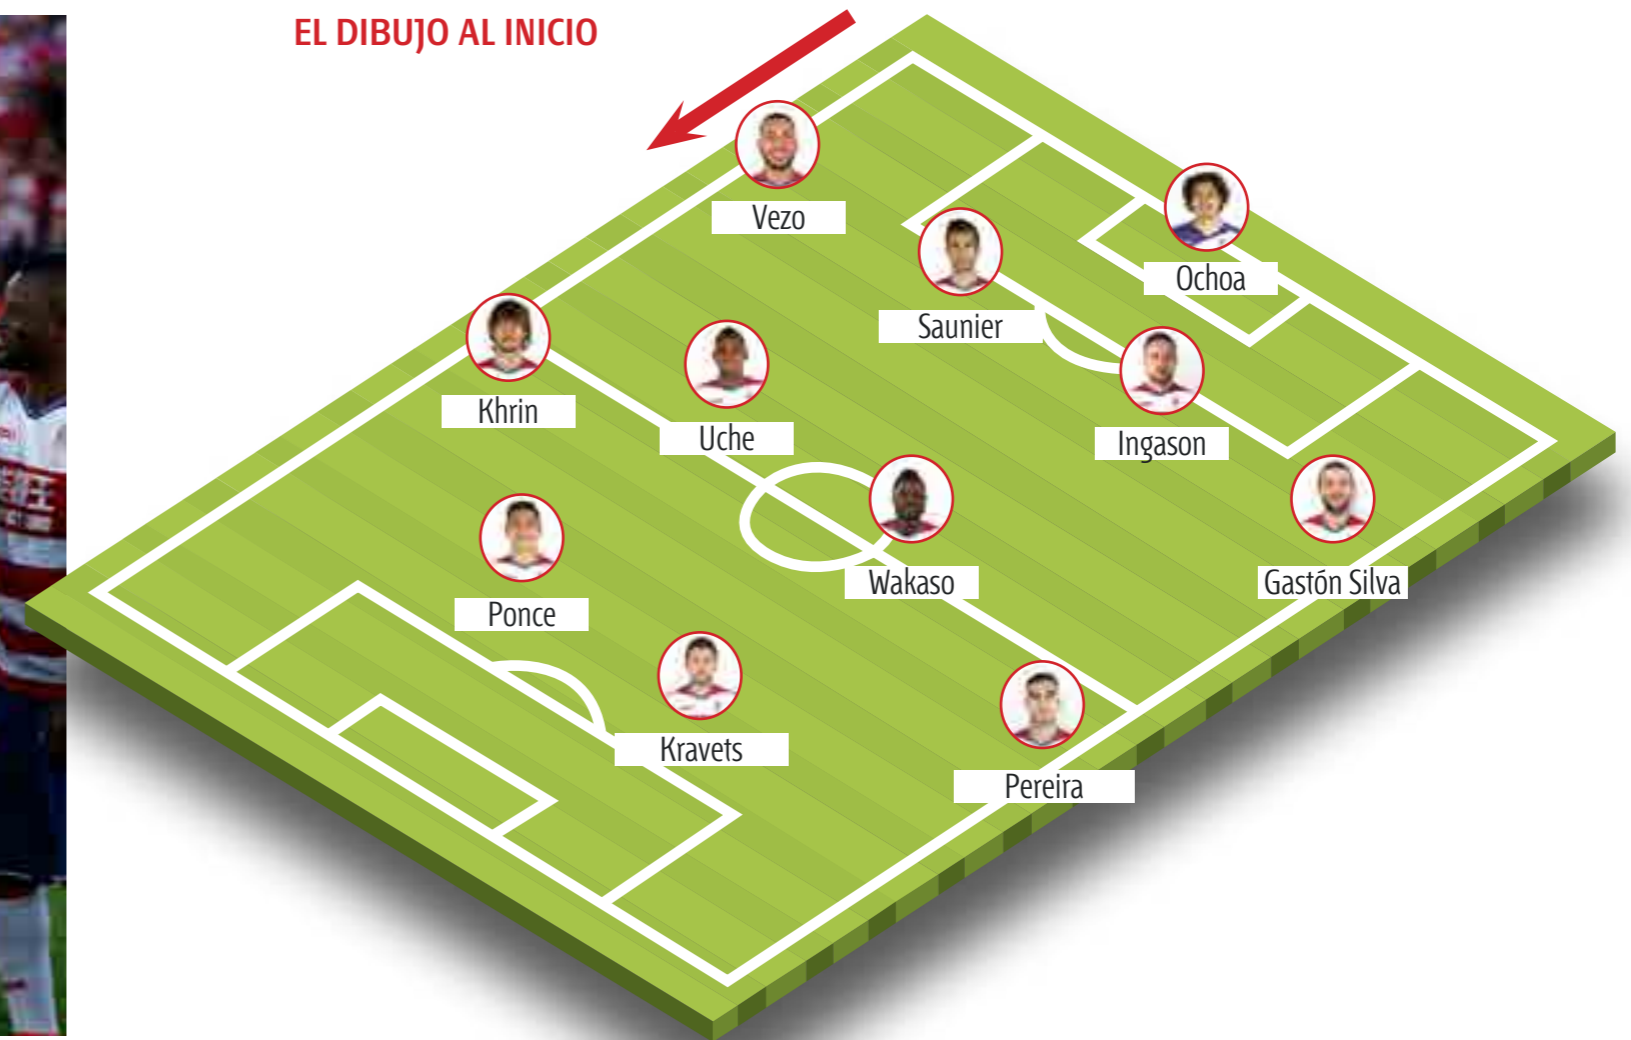 EL DIBUJO AL INICIO
Vezo
Ochoa
Saunier
Khrin
Uche
Ingason
Wakaso
Gastón Silva
Ponce
Kravets
Pereira